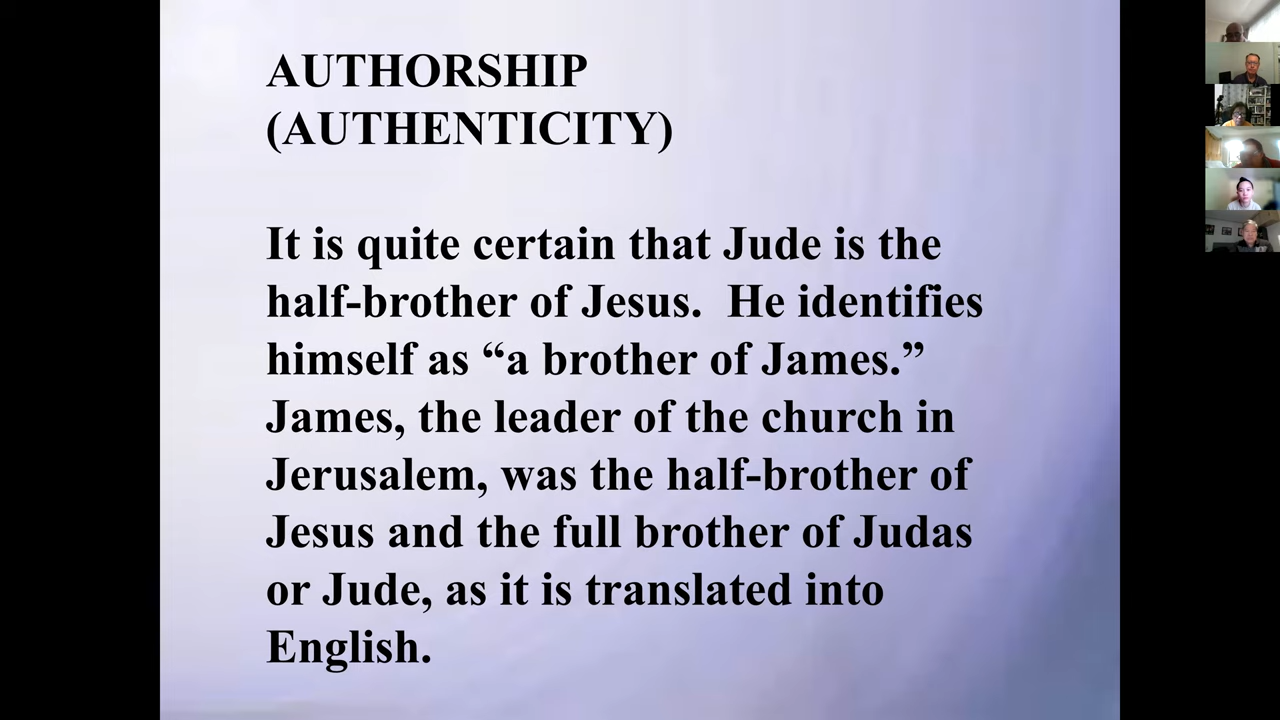 AUTHORSHIP
(AUTHENTICITY)
It is quite certain that Jude is the
half-brother of Jesus.  He identifies
himself as “a brother of James.”
James, the leader of the church in
Jerusalem, was the half-brother of
Jesus and the full brother of Judas
or Jude, as it is translated into
English.